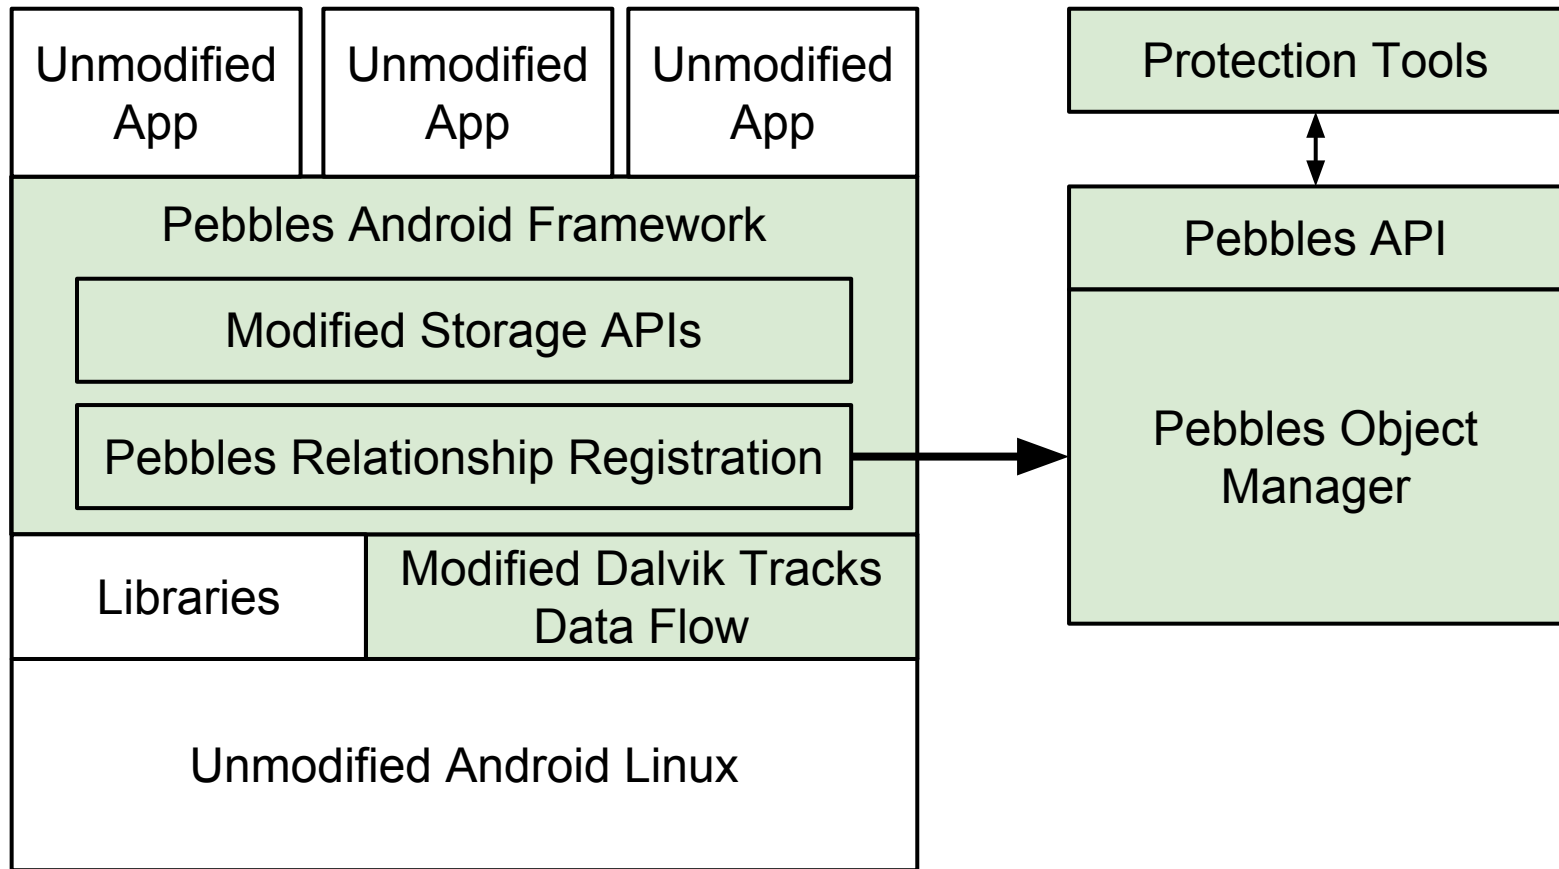 Unmodified
App
Unmodified
App
Unmodified
App
Pebbles Android Framework
Modified Storage APIs
Pebbles Relationship Registration
Libraries
Modified Dalvik Tracks
Data Flow
Unmodified Android Linux
Protection Tools
Pebbles API
Pebbles Object
Manager